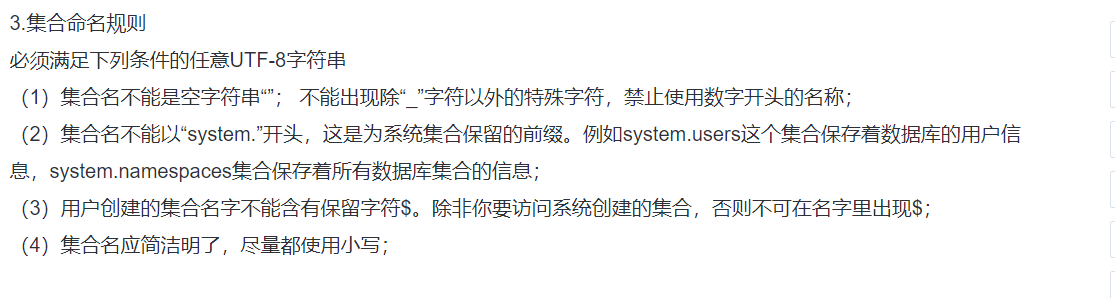 3.集合命名规则
必须满足下列条件的任意UTF-8字符串
（1）集合名不能是空字符串“”； 不能出现除“_”字符以外的特殊字符，禁止使用数字开头的名称；
（2）集合名不能以“system.”开头，这是为系统集合保留的前缀。例如system.users这个集合保存着数据库的用户信
息，system.namespaces集合保存着所有数据库集合的信息；
（3）用户创建的集合名字不能含有保留字符$。除非你要访问系统创建的集合，否则不可在名字里出现$；
（4）集合名应简洁明了，尽量都使用小写；